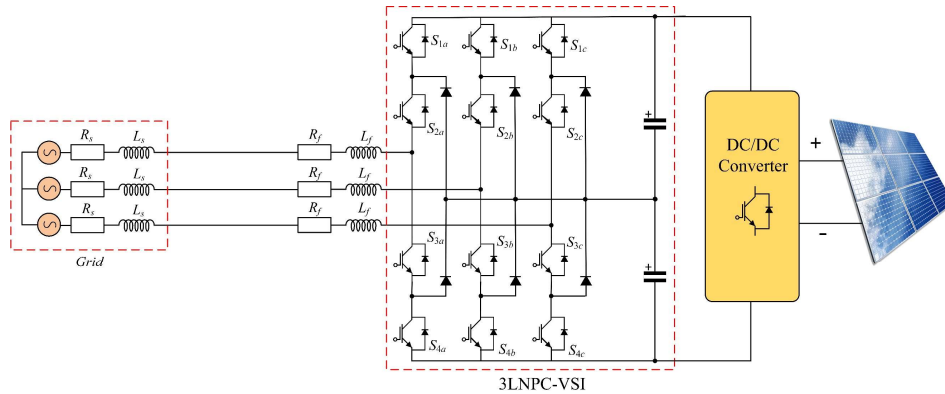 S1a
S1b
S1c
S2a
S2b
S2c
DC/DC
Converter
+
-
+
+
Rs Ls Rf Lf
Rs Ls Rf Lf
Rs Ls Rf Lf
Grid
S3a
S3b
S3c
S4a
S4b
S4c
3LNPC-VSI